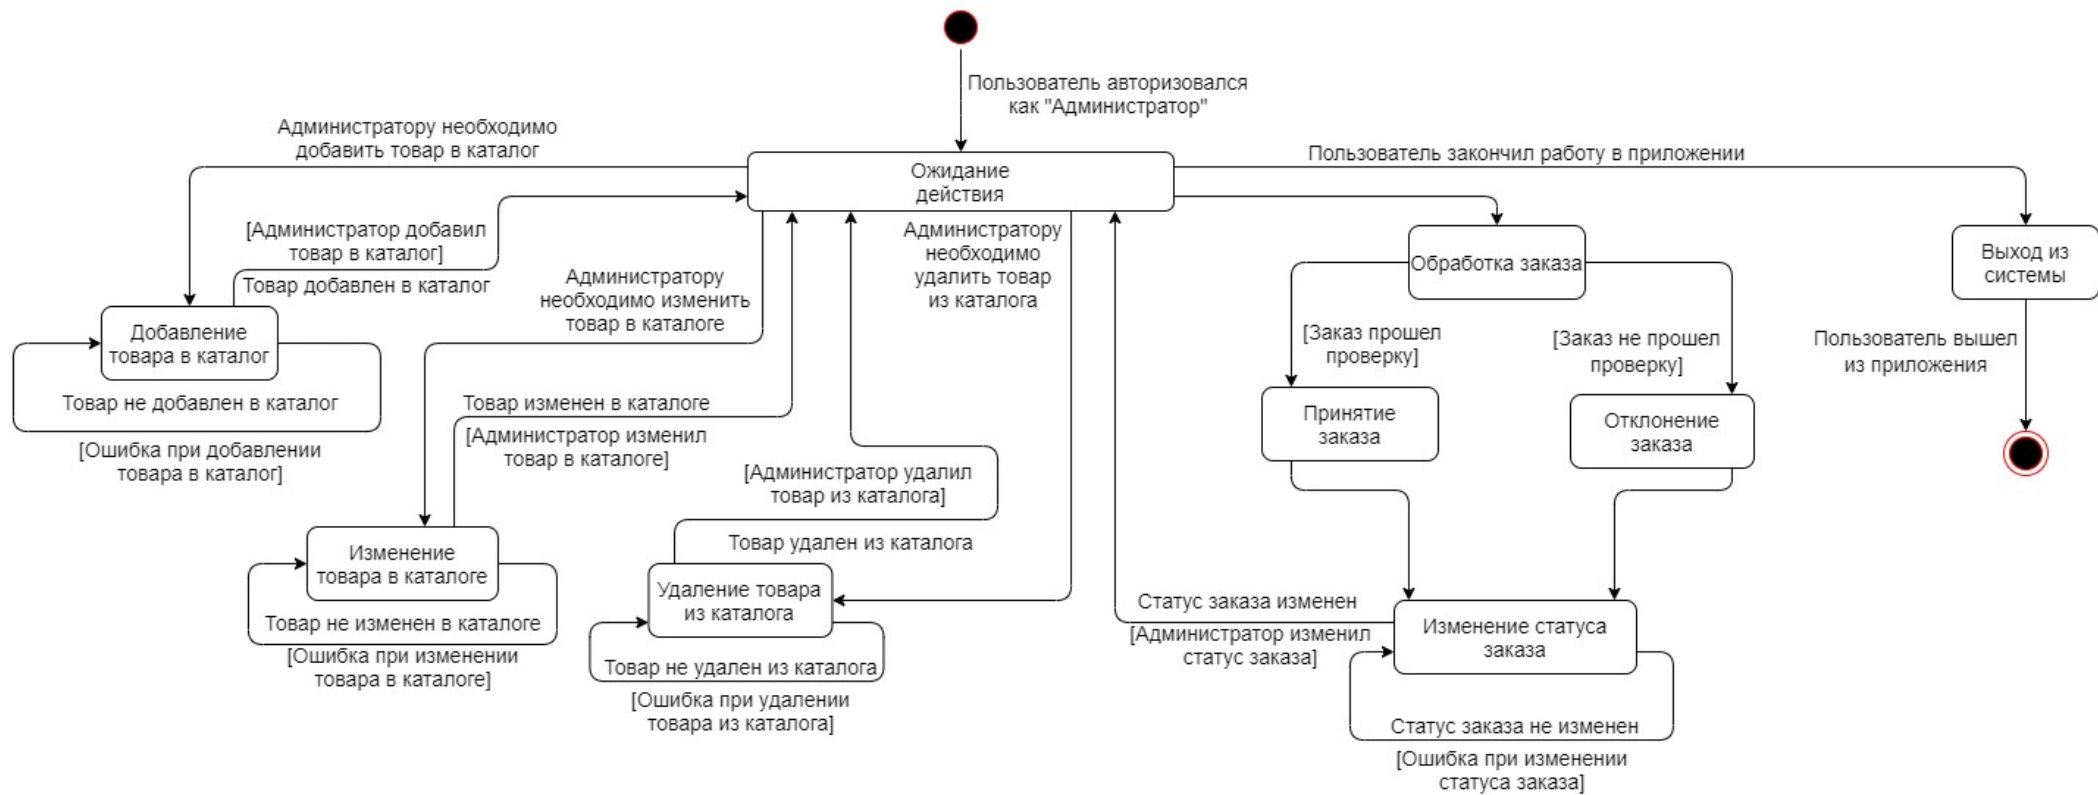 Пользователь авторизовался
как "Администратор"
Администратору необходимо
добавить товар в каталог
Ожидание
действия
Пользователь закончил работу в приложении
[Администратор добавил
товар в каталог]
Товар добавлен в каталог
Администратору
необходимо изменить
товар в каталоге
Администратору
необходимо
удалить товар
из каталога
Обработка заказа
Выход из
системы
Добавление
товара в каталог
[Заказ прошел
проверку]
[Заказ не прошел
проверку]
Пользователь вышел
из приложения
Товар не добавлен в каталог
[Ошибка при добавлении
товара в каталог]
Товар изменен в каталоге
[Администратор изменил
товар в каталоге]
Принятие
заказа
Отклонение
заказа
[Администратор удалил
товар из каталога]
Товар удален из каталога
Изменение
товара в каталоге
Товар не изменен в каталоге
[Ошибка при изменении
товара в каталоге]
Удаление товара
из каталога
Товар не удален из каталога
[Ошибка при удалении
товара из каталога]
Статус заказа изменен
[Администратор изменил
статус заказа]
Изменение статуса
заказа
Статус заказа не изменен
[Ошибка при изменении
статуса заказа]